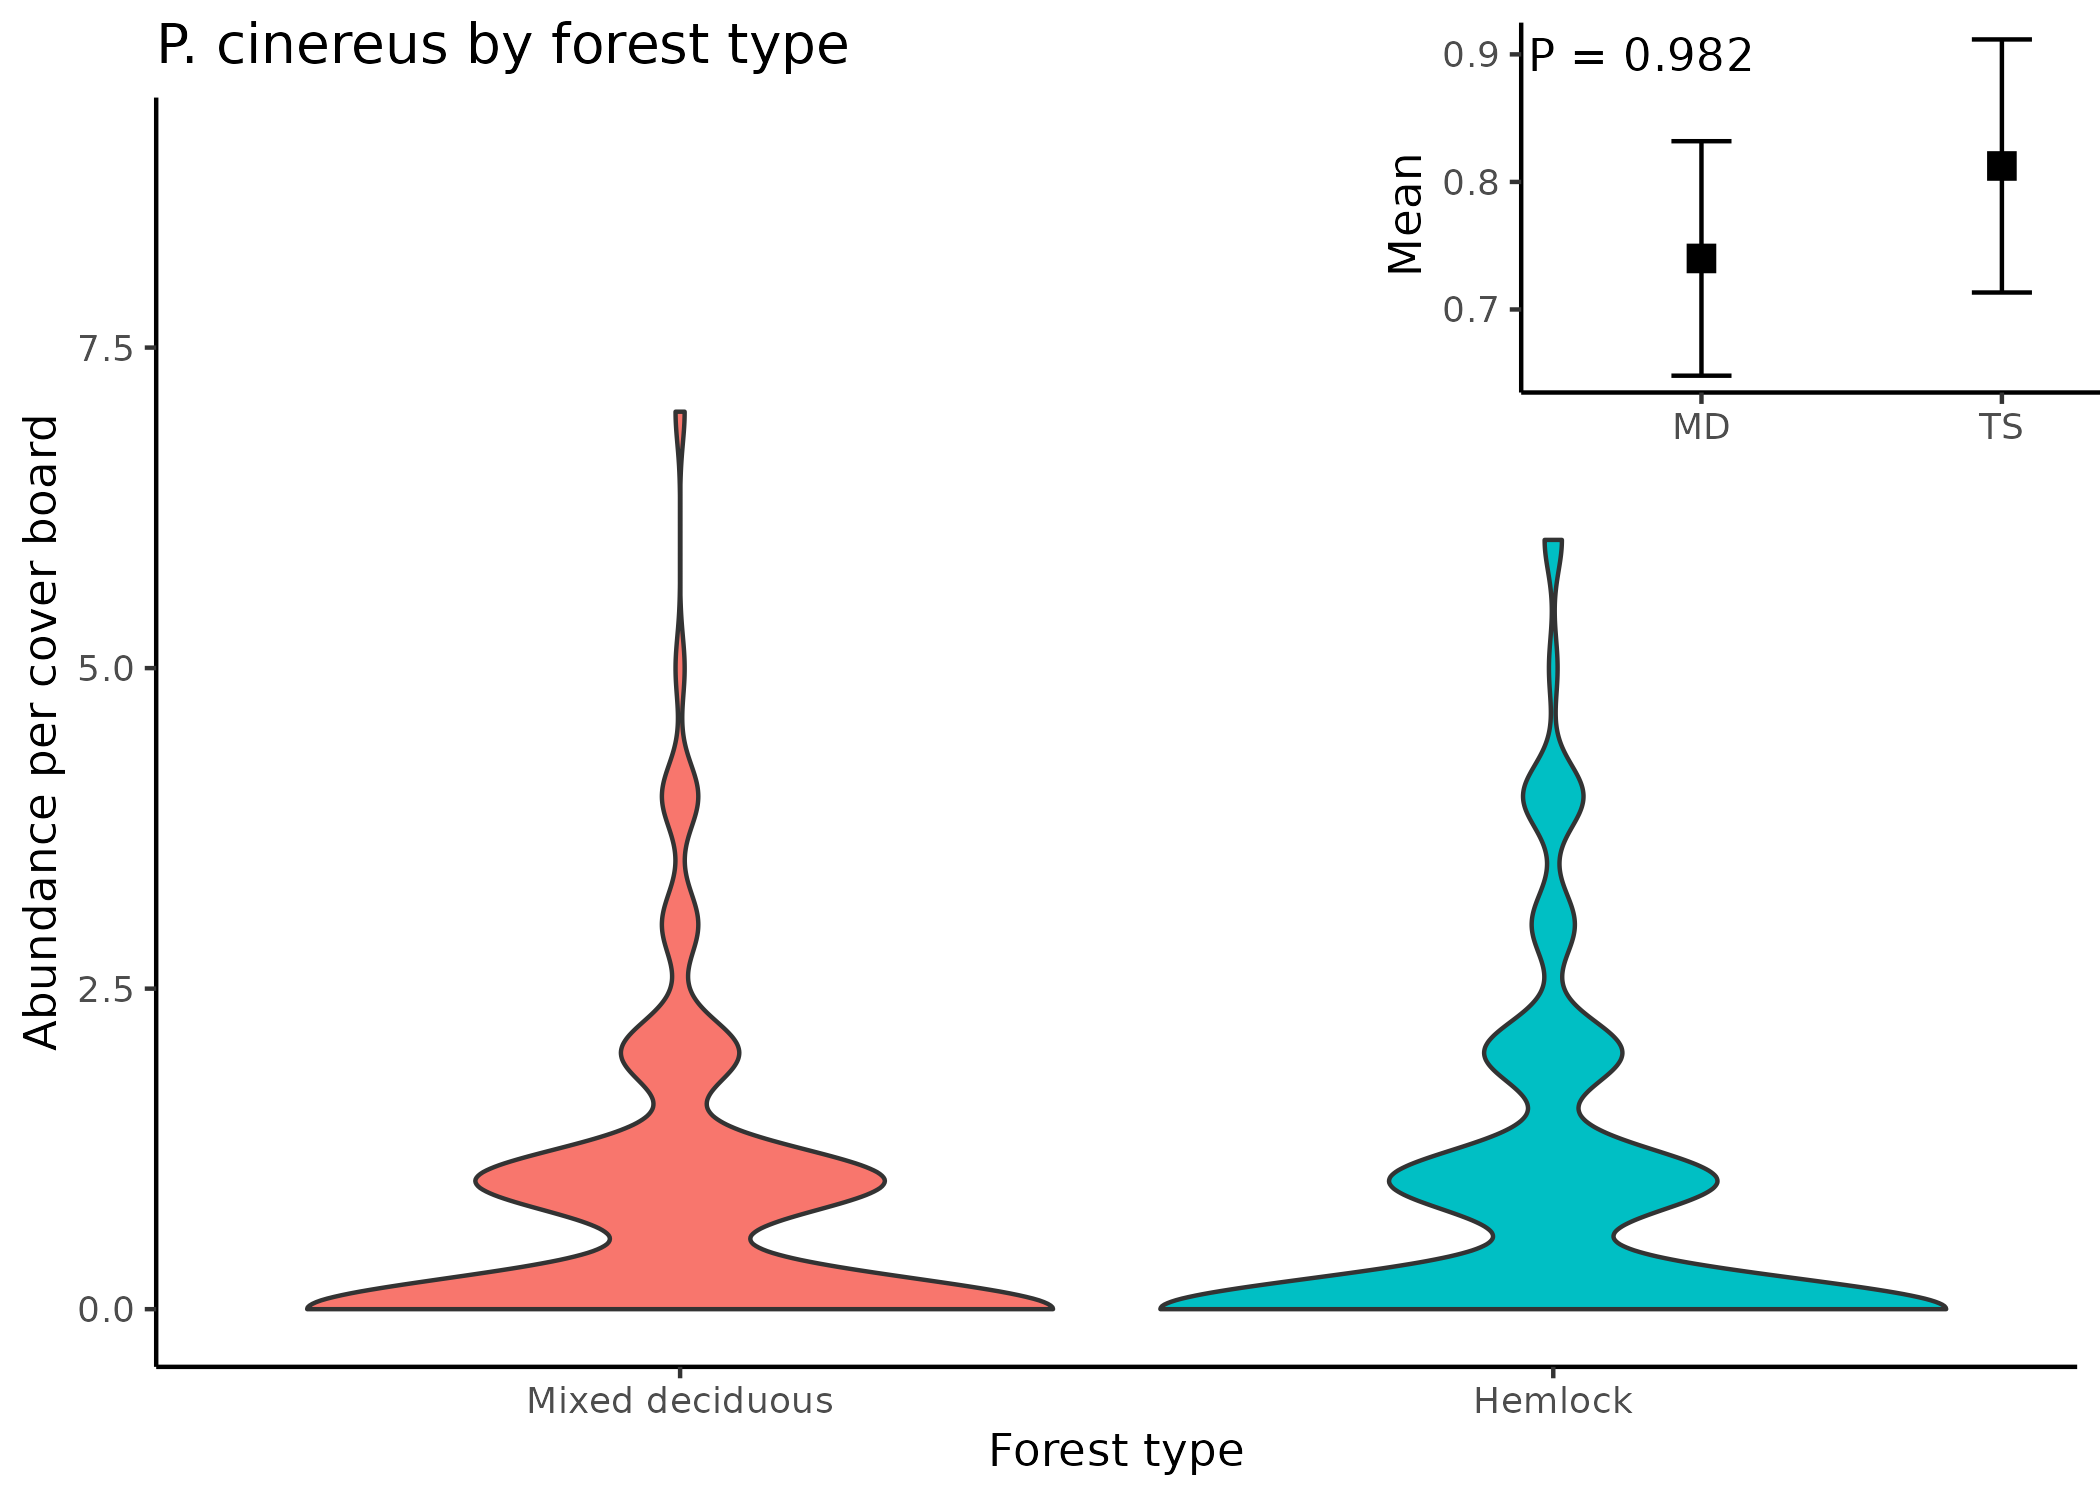 P. cinereus by forest type
Abundance per cover board
7.5
5.0
2.5
0.0
Mixed deciduous
Hemlock
Forest type
P = 0.982
Mean
0.9
0.8
0.7
MD
TS